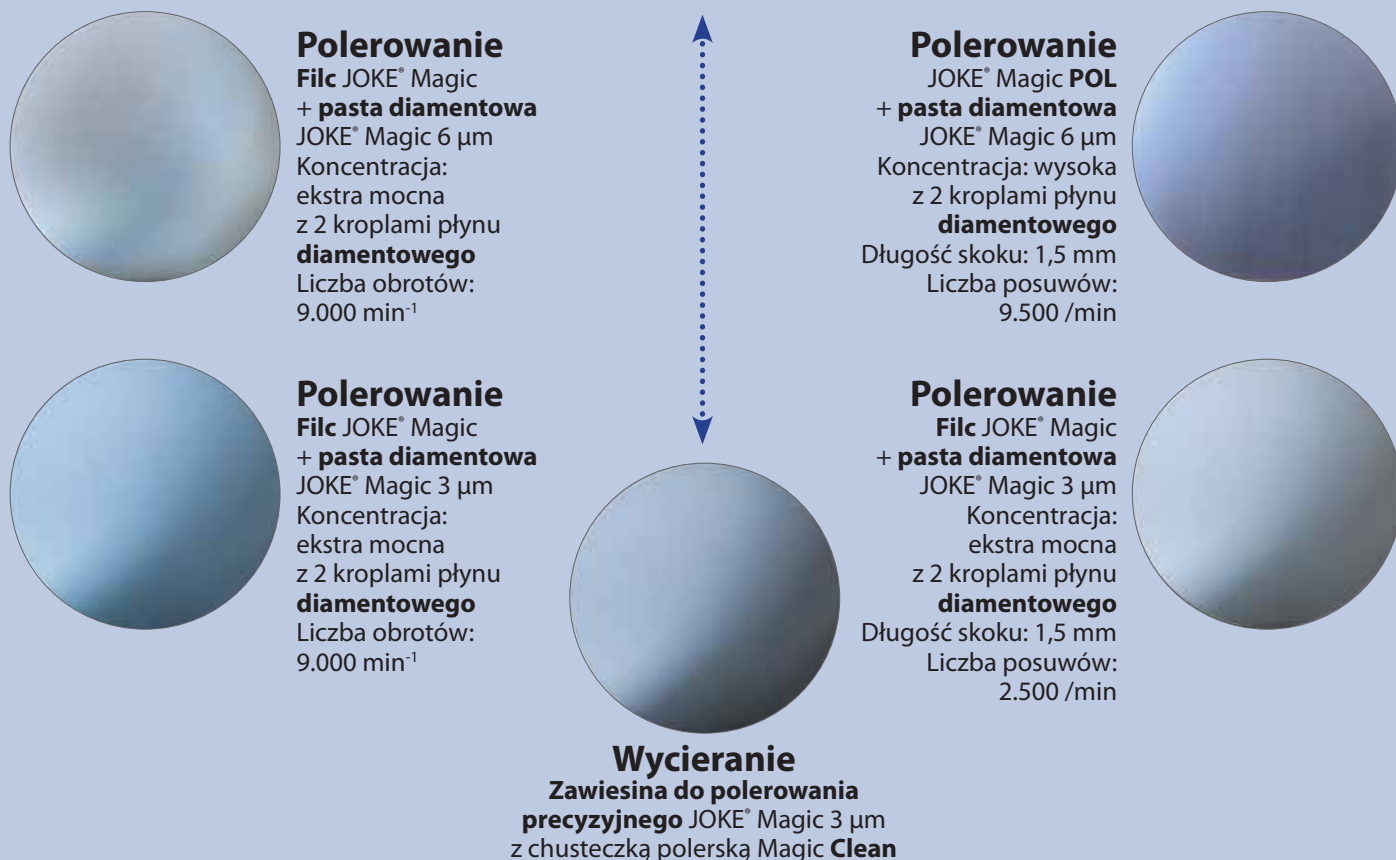 Polerowanie
Filc JOKE® Magic
+ pasta diamentowa
JOKE® Magic 6 µm
Koncentracja:
ekstra mocna
z 2 kroplami płynu
diamentowego
Liczba obrotów:
9.000 min-1
Polerowanie
JOKE® Magic POL
+ pasta diamentowa
JOKE® Magic 6 µm
Koncentracja: wysoka
z 2 kroplami płynu
diamentowego
Długość skoku: 1,5 mm
Liczba posuwów:
9.500 /min
Polerowanie
Filc JOKE® Magic
+ pasta diamentowa
JOKE® Magic 3 µm
Koncentracja:
ekstra mocna
z 2 kroplami płynu
diamentowego
Liczba obrotów:
9.000 min-1
Polerowanie
Filc JOKE® Magic
+ pasta diamentowa
JOKE® Magic 3 µm
Koncentracja:
ekstra mocna
z 2 kroplami płynu
diamentowego
Długość skoku: 1,5 mm
Liczba posuwów:
2.500 /min
Wycieranie
Zawiesina do polerowania
precyzyjnego JOKE® Magic 3 µm
z chusteczką polerską Magic Clean